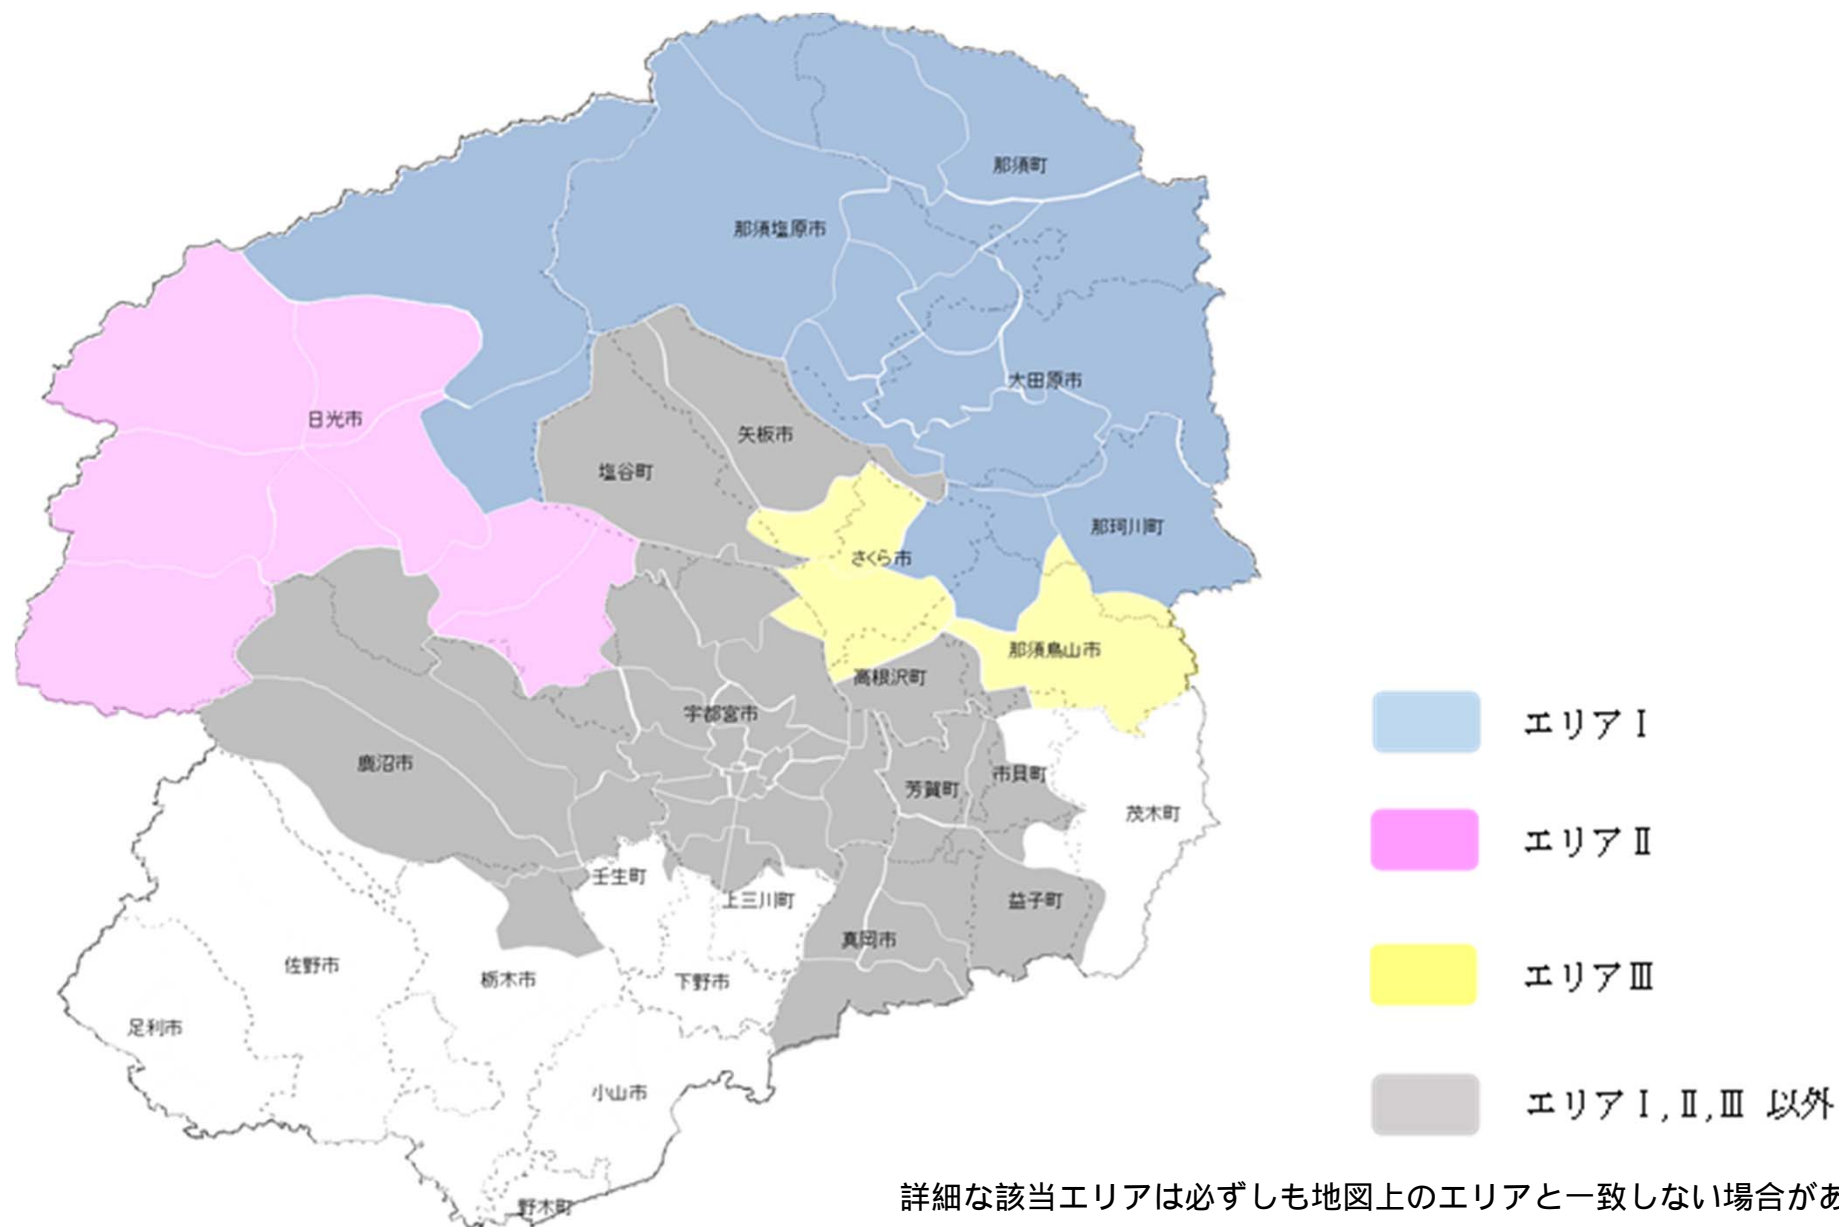 那須町
那須塩原市
大田原市
日光市
矢板市
塩谷町
那珂川町
さくら市
那須烏山市
高根沢町
エリアⅠ
宇都宮市
鹿沼市
市貝町
芳賀町
茂木町
エリアⅡ
壬生町
上三川町
益子町
真岡市
佐野市
栃木市
下野市
エリアⅢ
足利市
小山市
エリアⅠ,Ⅱ,Ⅲ 以外
詳細な該当エリアは必ずしも地図上のエリアと一致しない場合があ
野木町